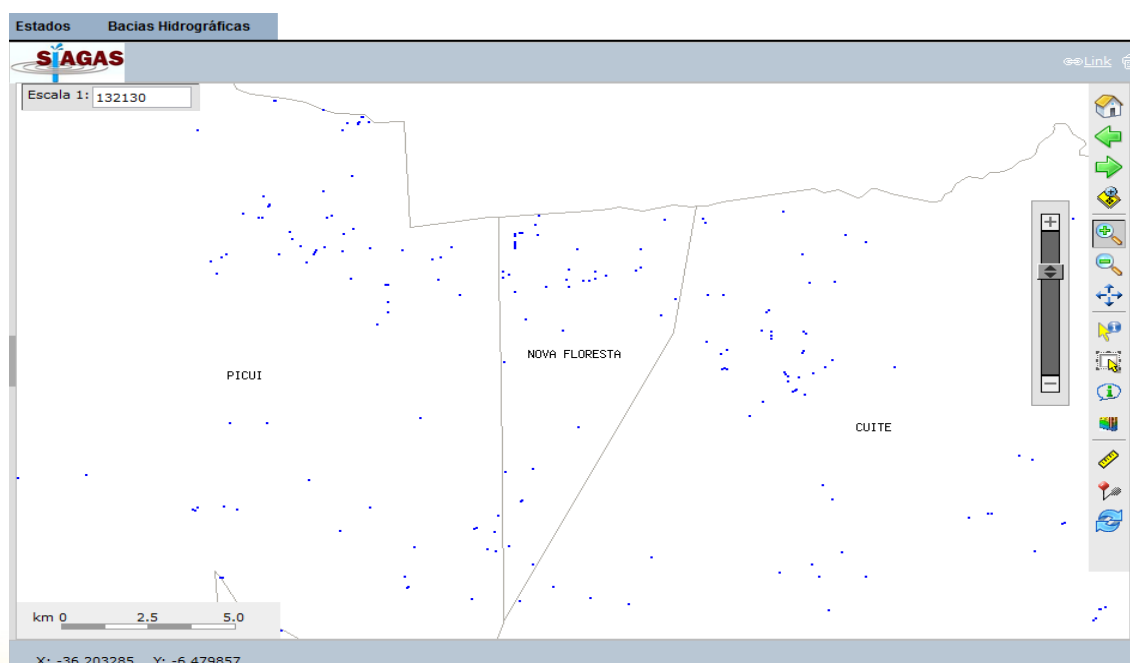 Estados Bacias Hidrográficas
SIAGAS
Link
Escala 1: 132130
NOVA FLORESTA
PICUI
CUITE
km 0 2.5 5.0
X: -36.203285 Y: -6.479857